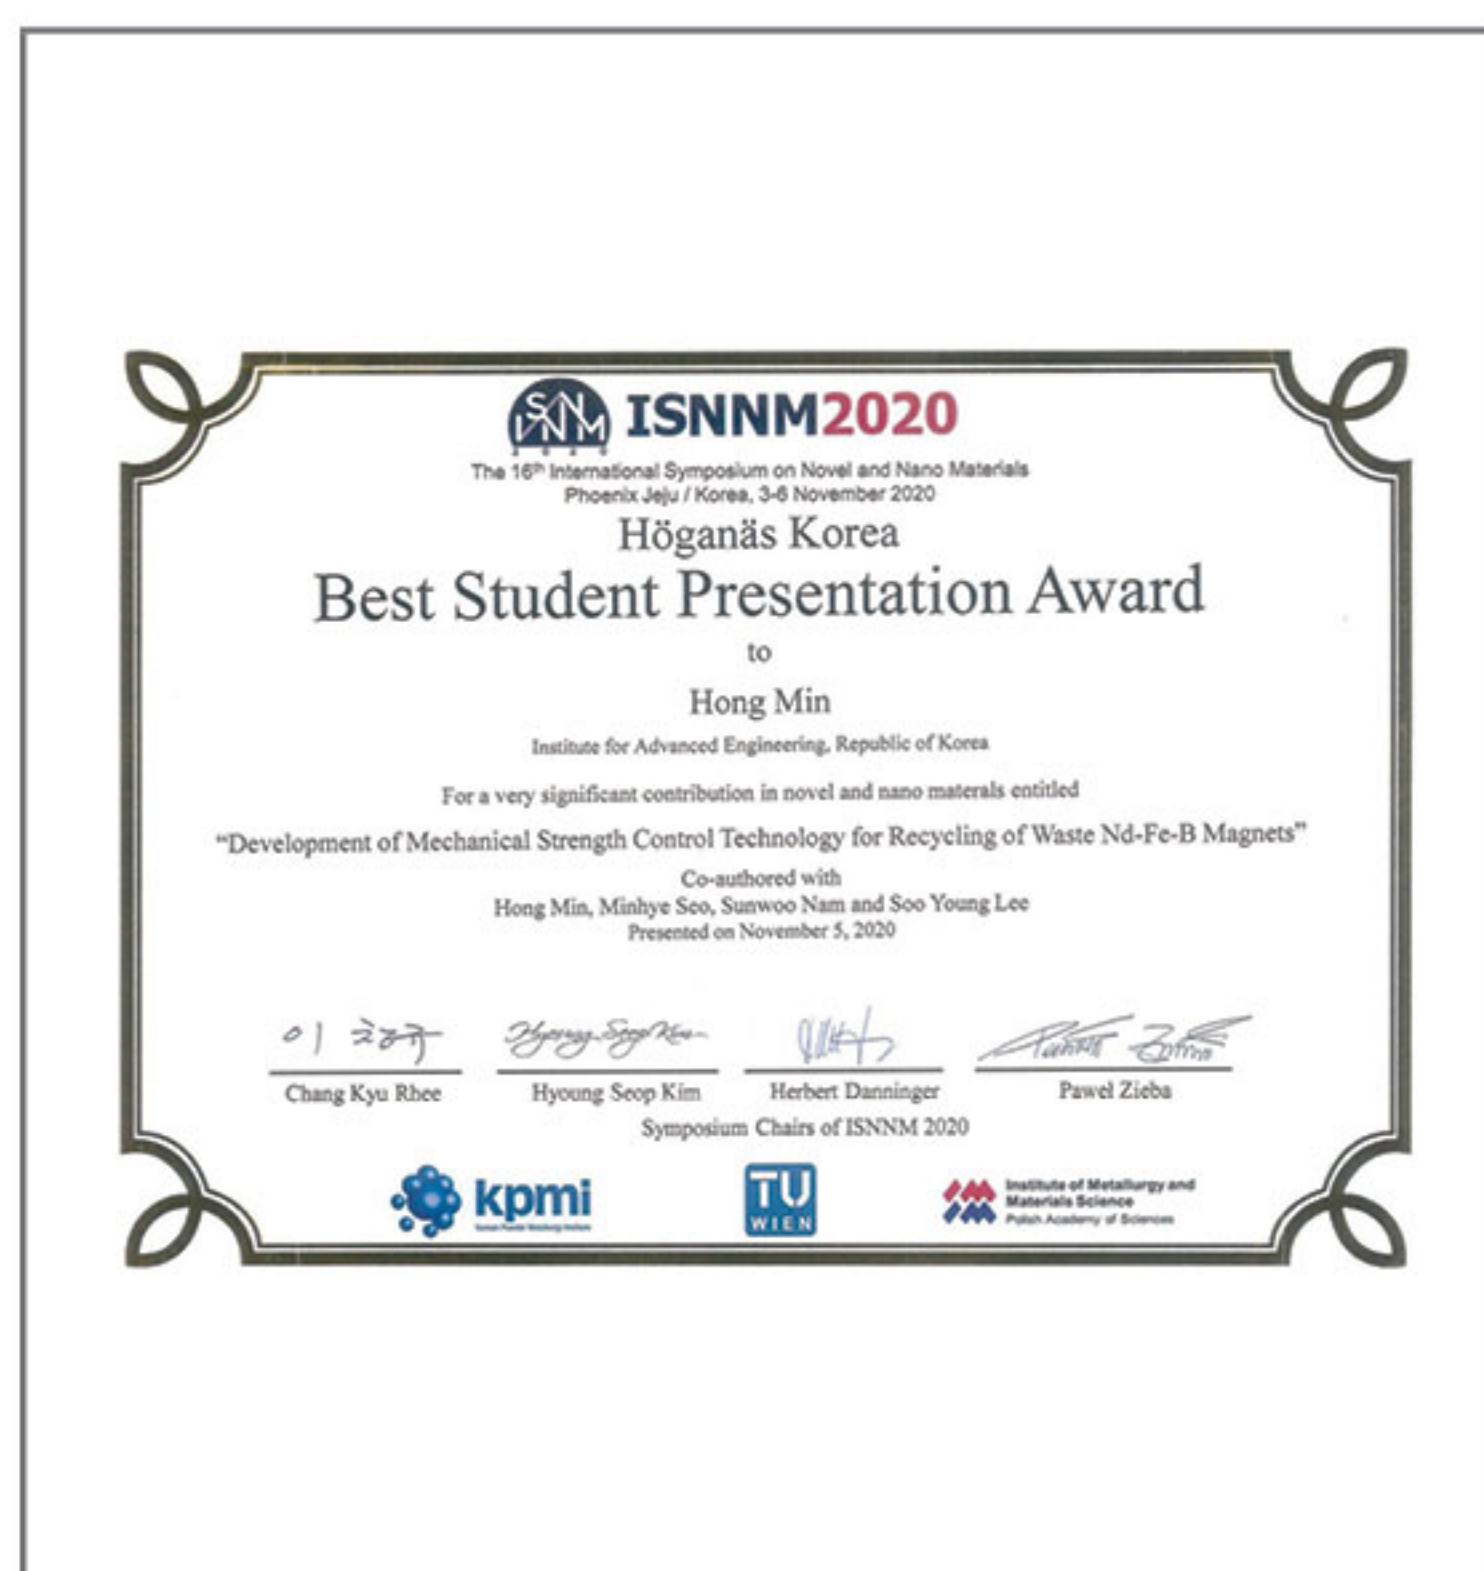 ISNNM2020
The 16th International Symposium on Novel and Nano Materials
Phoenix Jeju / Korea, 3-6 November 2020
Höganäs Korea
Best Student Presentation Award
to
Hong Min
Institute for Advanced Engineering, Republic of Korea
For a very significant contribution in novel and nano materals entitled
“Development of Mechanical Strength Control Technology for Recycling of Waste Nd-Fe-B Magnets”
Co-authored with
Hong Min, Minhye Seo, Sunwoo Nam and Soo Young Lee
Presented on November 5, 2020
Hyoung Seop Kim
Chang Kyu Rhee
Hyoung Seop Kim
Herbert Danninger
Paweł Zieba
Symposium Chairs of ISNNM 2020
kpmi
TU
WIEN
Institute of Metallurgy and
Materials Science
Polish Academy of Sciences